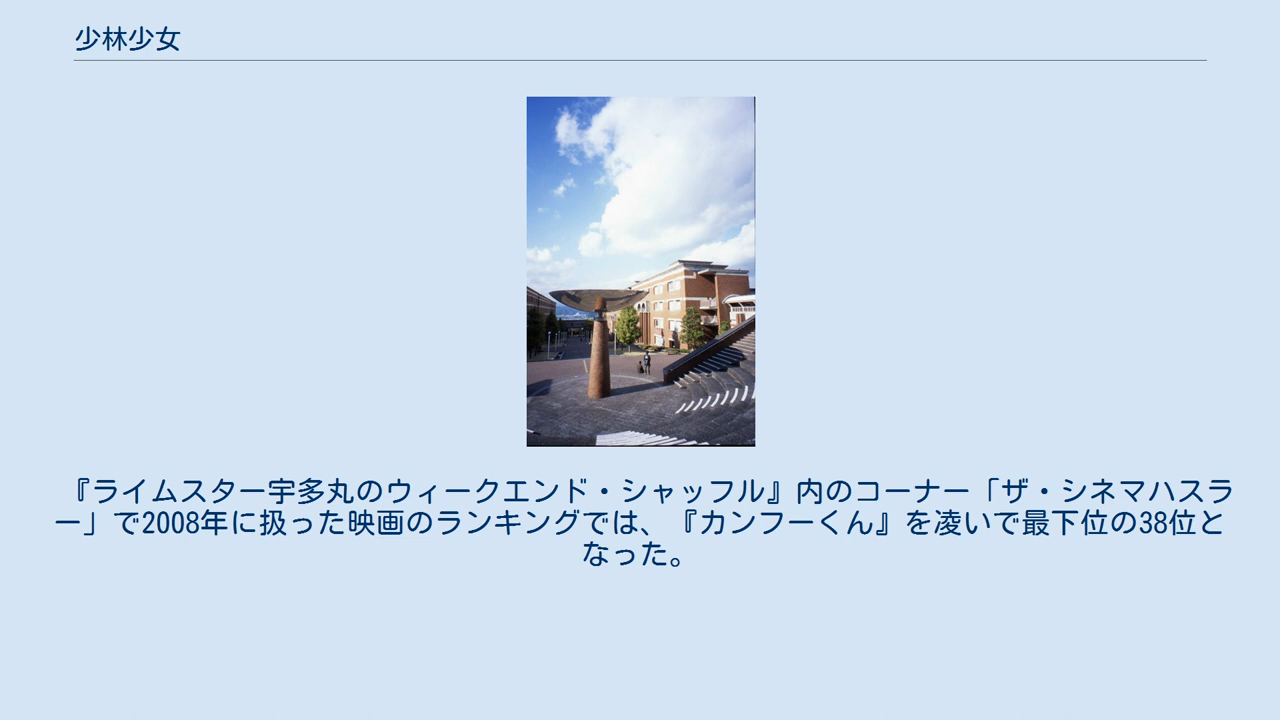 少林少女
『ライムスター宇多丸のウィークエンド・シャッフル』内のコーナー「ザ・シネマハスラ
ー」で2008年に扱った映画のランキングでは、『カンフーくん』を凌いで最下位の38位と
なった。